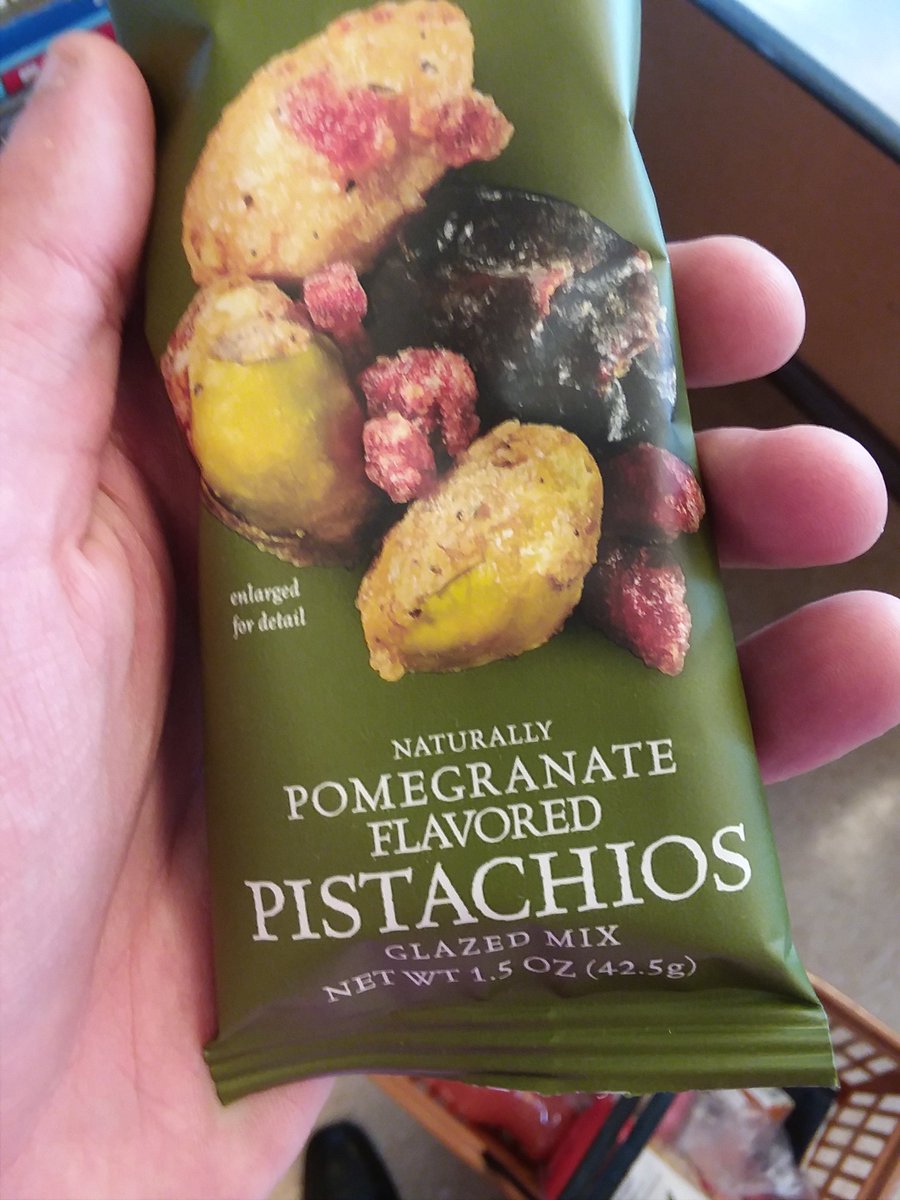 enlarged
for detail
NATURALLY
POMEGRANATE
FLAVORED
PISTACHIOS
GLAZED MIX
NET WT 1.5 OZ (42.5g)